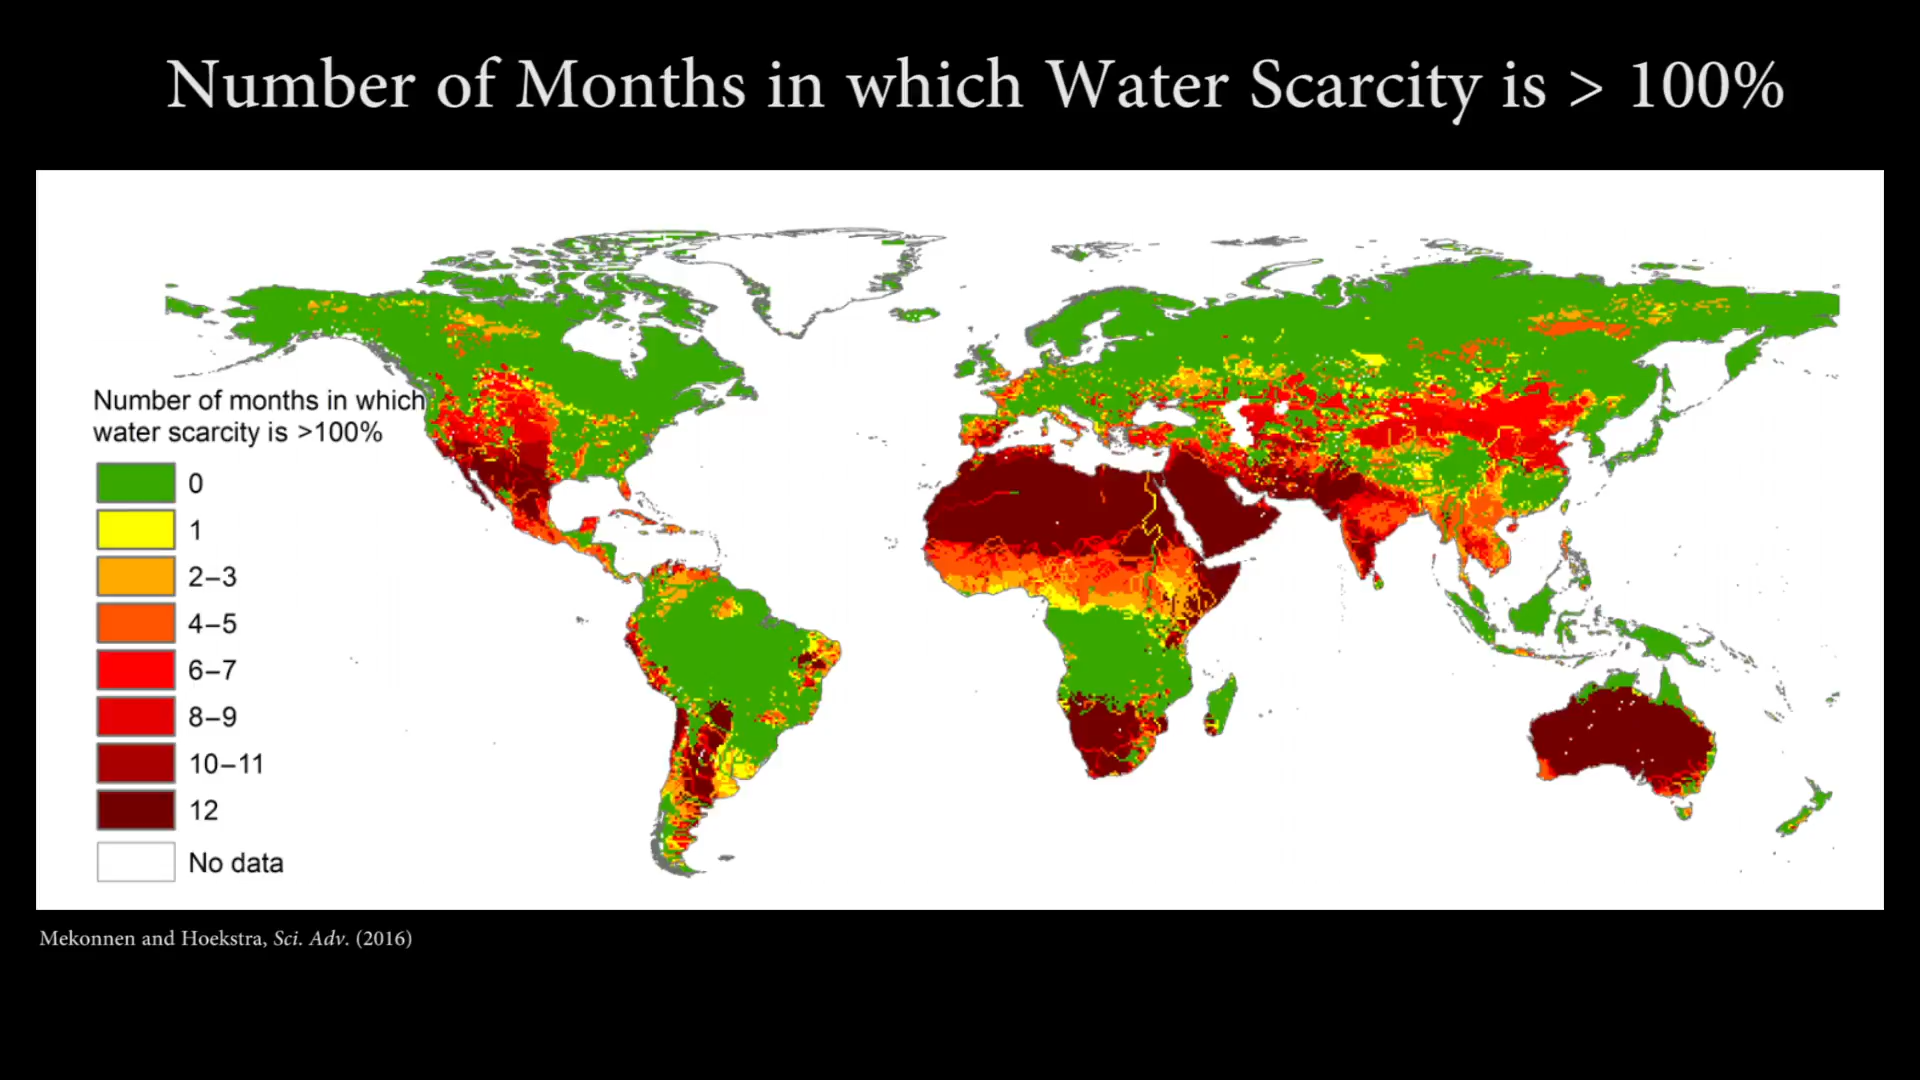 Number of Months in which Water Scarcity is > 100%
Number of months in which
water scarcity is >100%
0
1
2–3
4–5
6–7
8–9
10–11
12
No data
Mekonnen and Hoekstra, Sci. Adv. (2016)